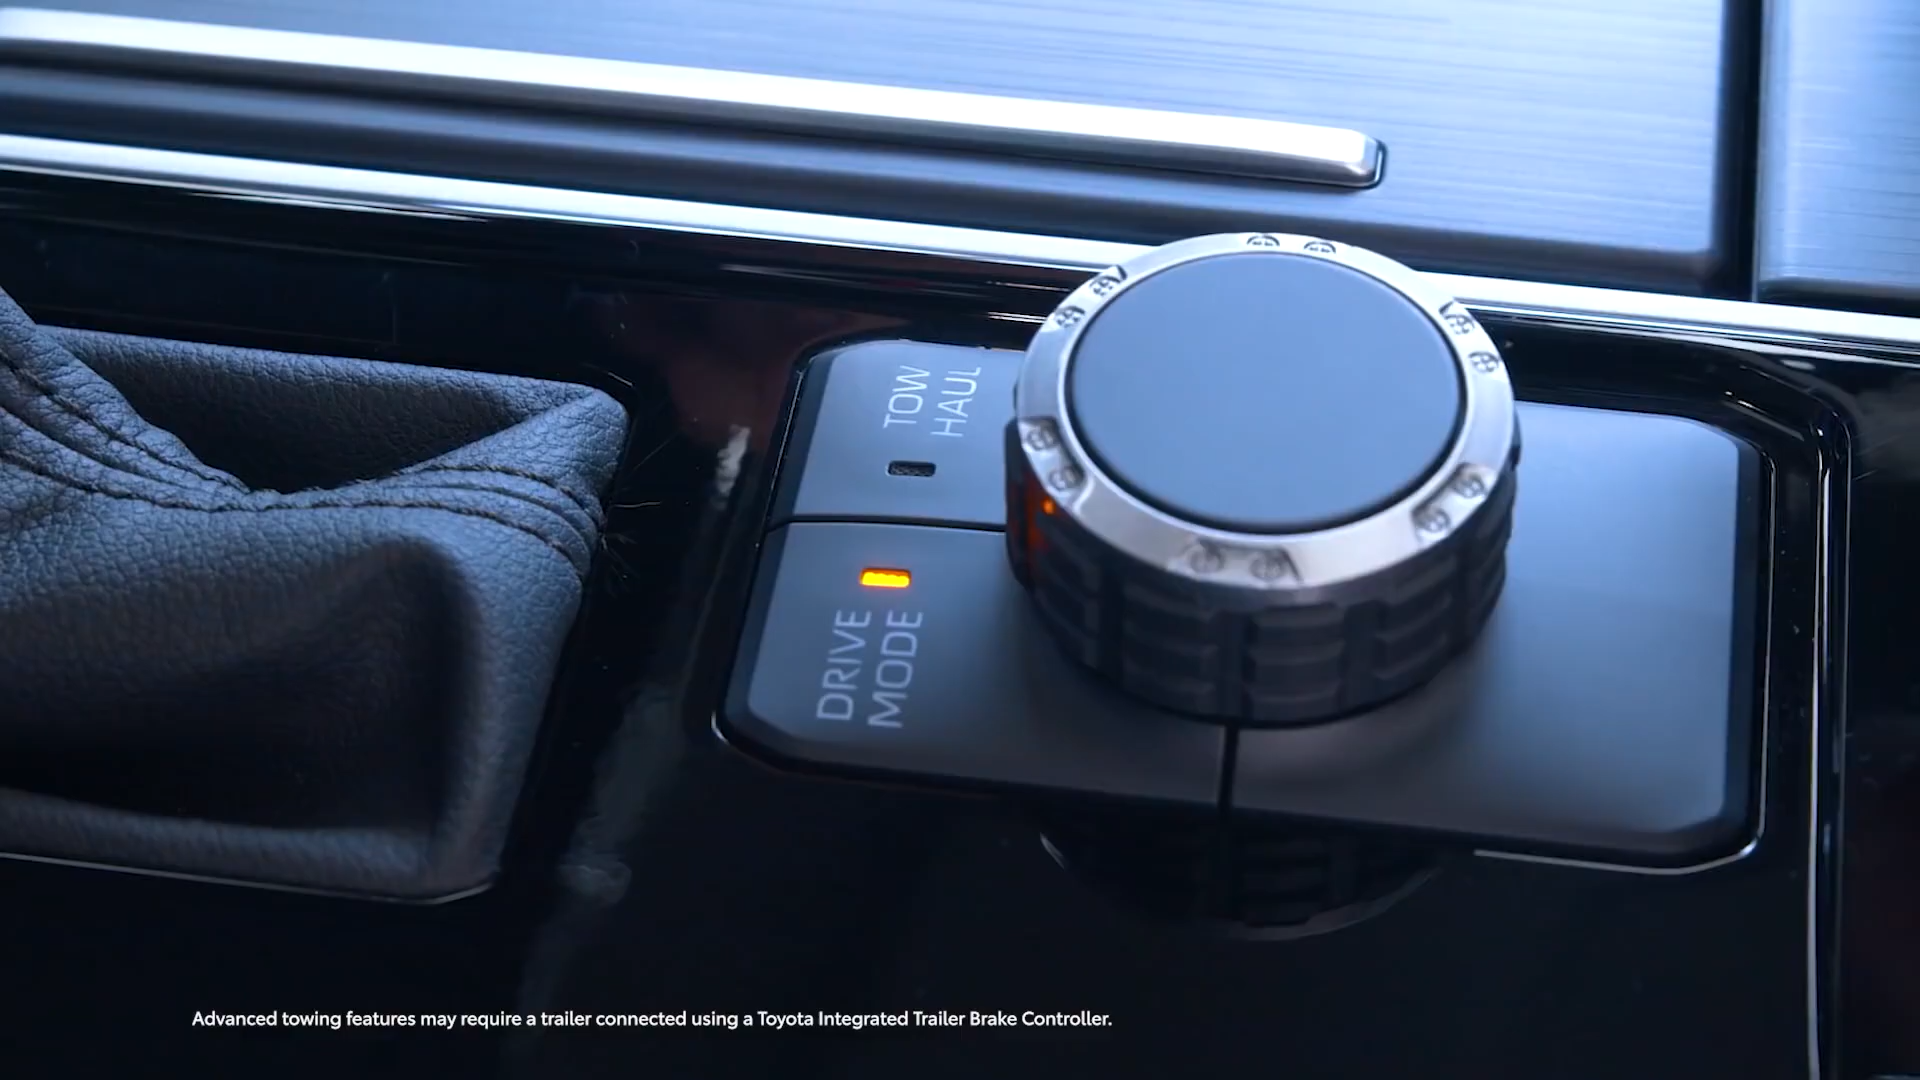 TOW
HAUL
DRIVE
MODE
Advanced towing features may require a trailer connected using a Toyota Integrated Trailer Brake Controller.